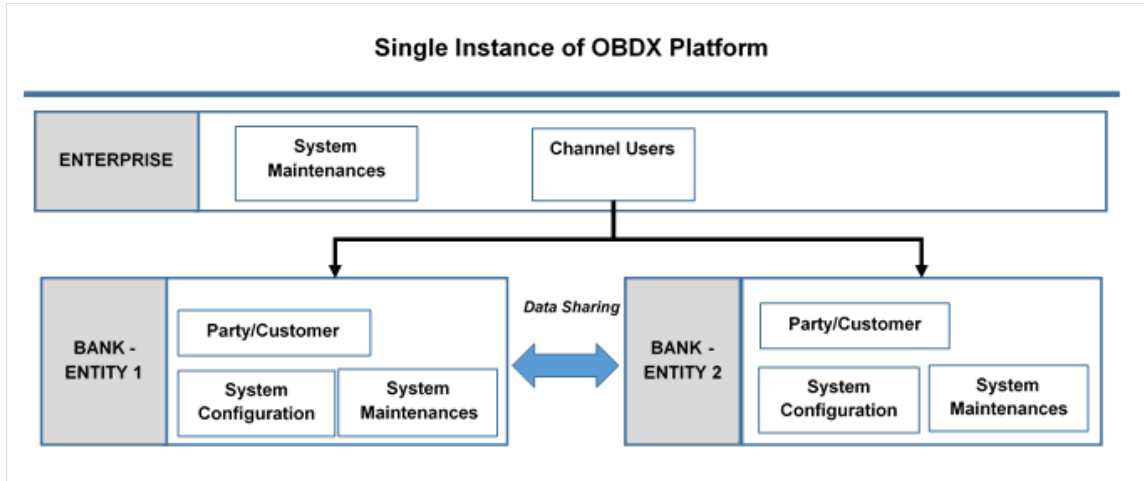 Single Instance of OBDX Platform
ENTERPRISE
System
Maintenances
Channel Users
BANK -
ENTITY 1
Party/Customer
System
Configuration
System
Maintenances
Data Sharing
BANK -
ENTITY 2
Party/Customer
System
Configuration
System
Maintenances